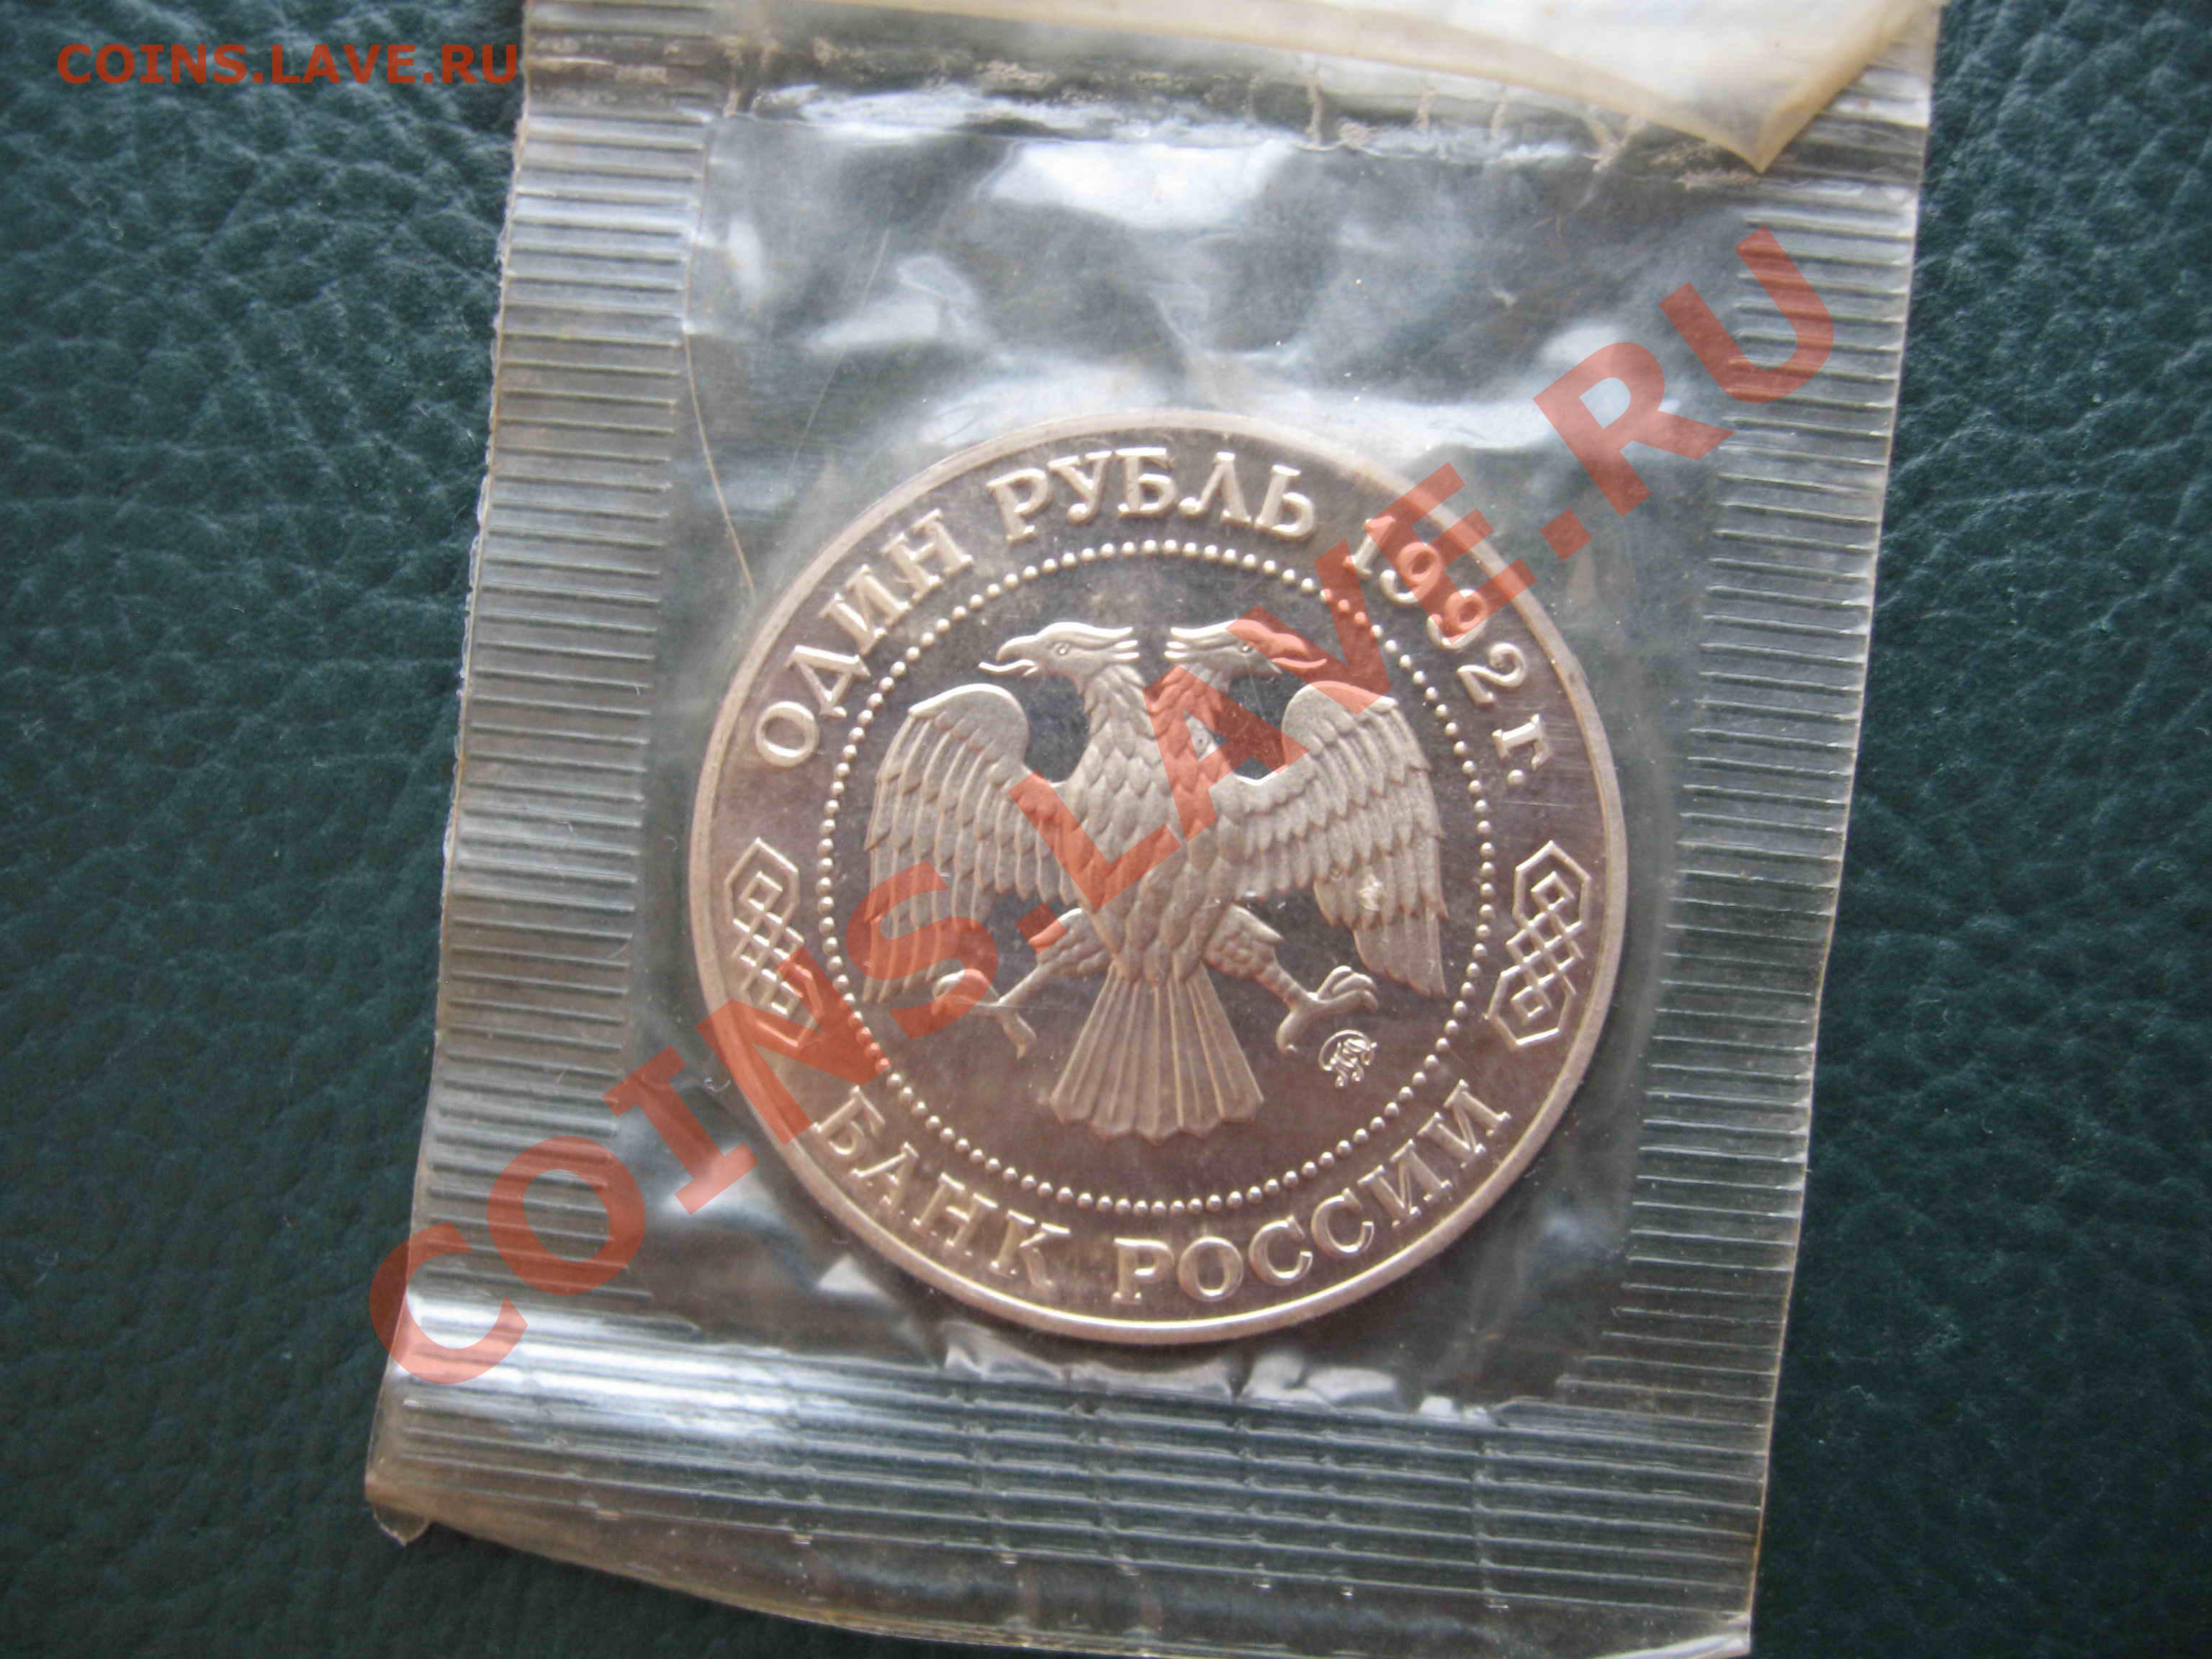 COINS.LAVE.RU
ОДИН РУБЛЬ 1992 г.
COINS.LAVE.RU
БАНК РОССИИ